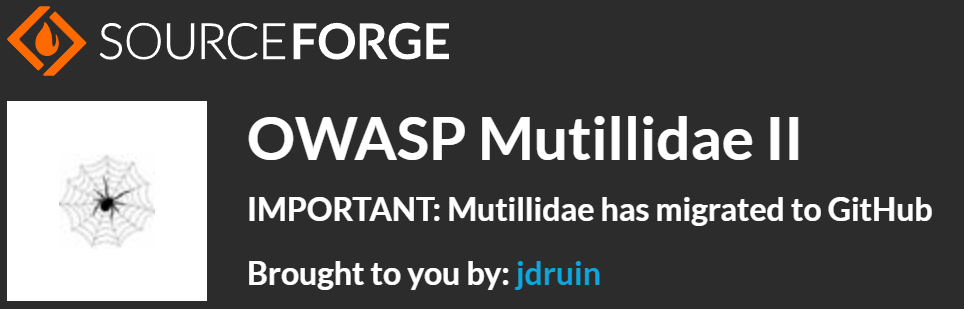 SOURCEFORGE
OWASP Mutillidae II
IMPORTANT: Mutillidae has migrated to GitHub
Brought to you by: jdruin